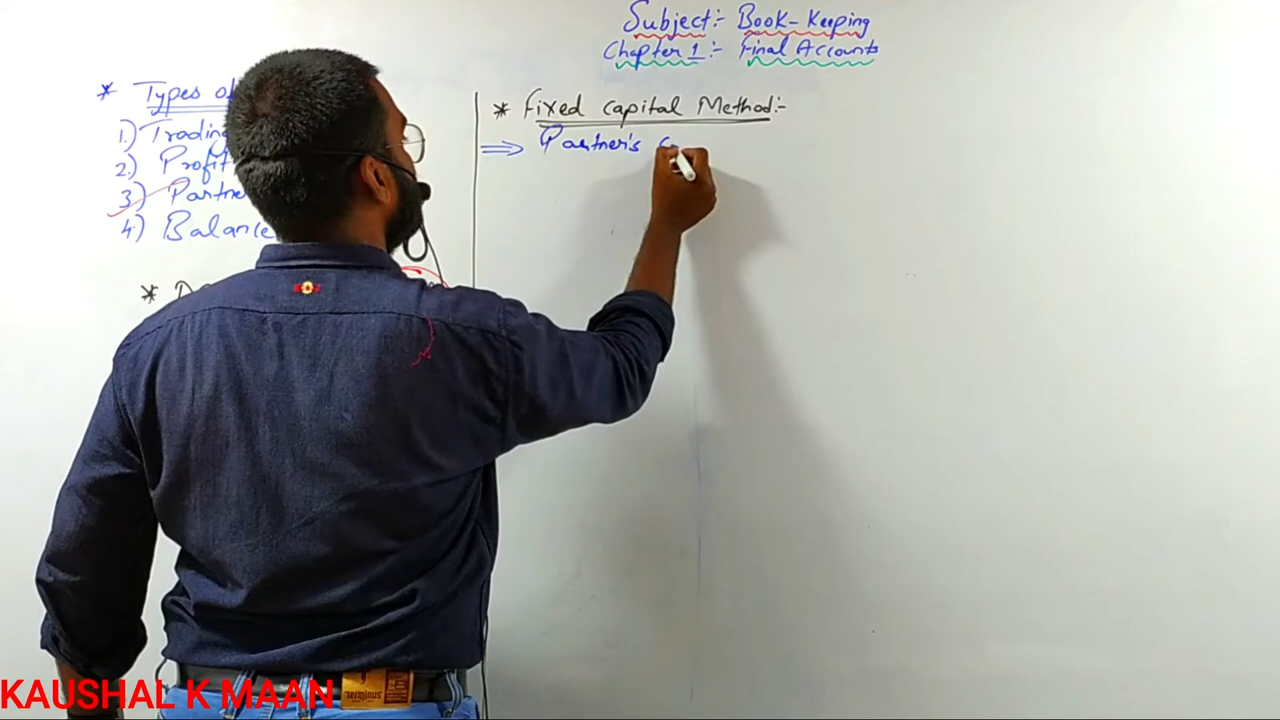 Subject:- Book-Keeping
Chapter 1:- Final Accounts
* Types of
1.) Trading
2.) Profit
3.) Partne
4.) Balance
*
* Fixed capital Method:-
⇒ Partner's
KAUSHAL K MAAN